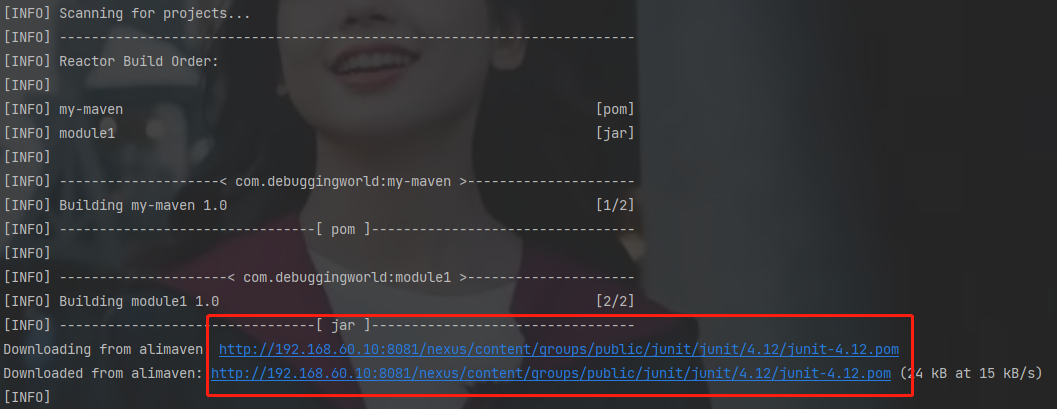 [INFO] Scanning for projects...
[INFO] ------------------------------------------------------------------------
[INFO] Reactor Build Order:
[INFO]
[INFO] my-maven                                                           [pom]
[INFO] module1                                                            [jar]
[INFO]
[INFO] --------------------< com.debuggingworld:my-maven >---------------------
[INFO] Building my-maven 1.0                                              [1/2]
[INFO] --------------------------------[ pom ]---------------------------------
[INFO]
[INFO] ---------------------< com.debuggingworld:module1 >---------------------
[INFO] Building module1 1.0                                               [2/2]
[INFO] --------------------------------[ jar ]---------------------------------
Downloading from alimaven: http://192.168.60.10:8081/nexus/content/groups/public/junit/junit/4.12/junit-4.12.pom
Downloaded from alimaven: http://192.168.60.10:8081/nexus/content/groups/public/junit/junit/4.12/junit-4.12.pom (24 kB at 15 kB/s)
[INFO]